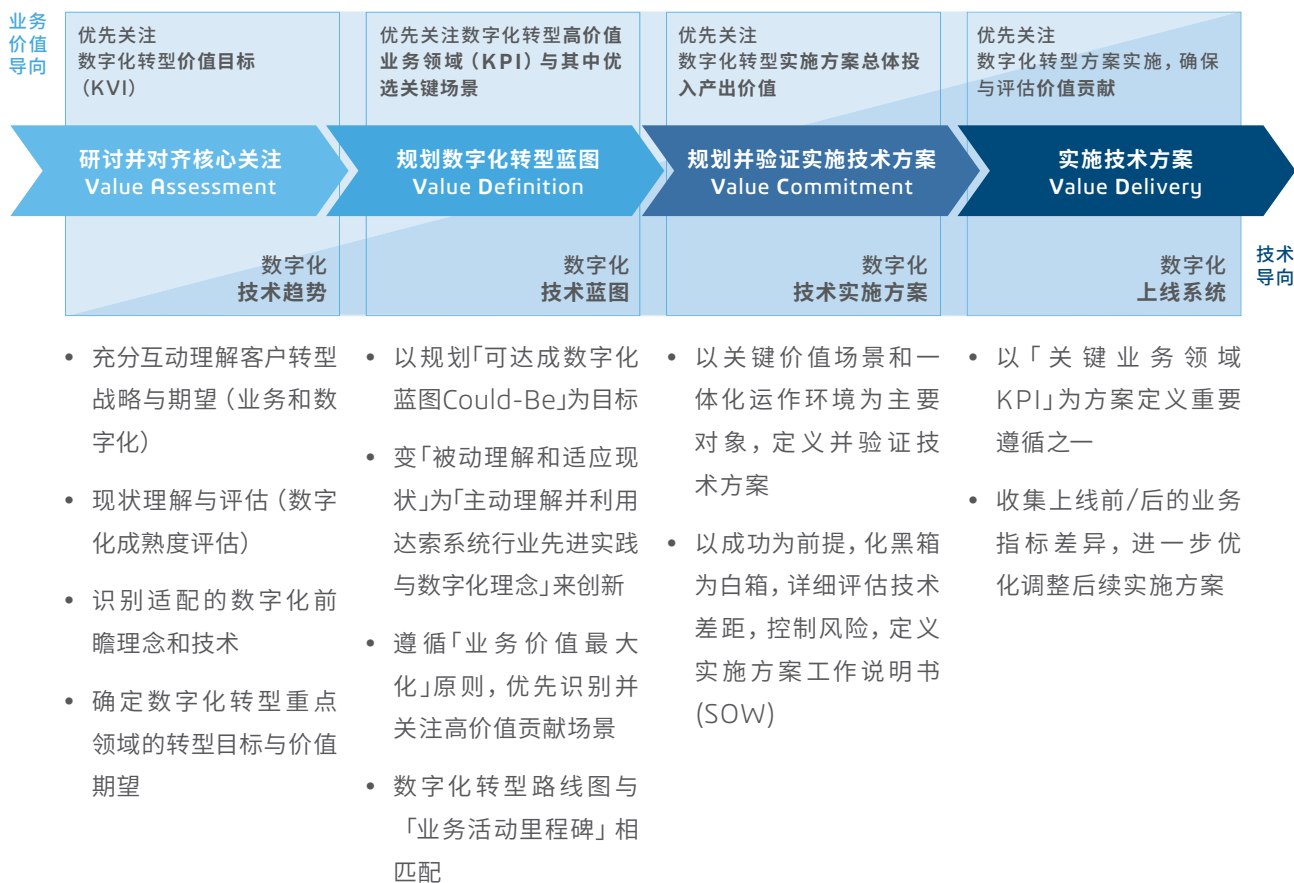 业务
价值
导向
优先关注
数字化转型价值目标
（KVI）
优先关注数字化转型高价值
业务领域（KPI）与其中优
选关键场景
优先关注
数字化转型实施方案总体投
入产出价值
优先关注
数字化转型方案实施，确保
与评估价值贡献
研讨并对齐核心关注
Value Assessment
规划数字化转型蓝图
Value Definition
规划并验证实施技术方案
Value Commitment
实施技术方案
Value Delivery
数字化
技术趋势
数字化
技术蓝图
数字化
技术实施方案
数字化
上线系统
技术
导向
• 充分互动理解客户转型
战略与期望（业务和数
字化）
• 现状理解与评估（数字
化成熟度评估）
• 识别适配的数字化前
瞻理念和技术
• 确定数字化转型重点
领域的转型目标与价值
期望
• 以规划「可达成数字化
蓝图Could-Be」为目标
• 变「被动理解和适应现
状」为「主动理解并利用
达索系统行业先进实践
与数字化理念」来创新
• 遵循「业务价值最大
化」原则，优先识别并
关注高价值贡献场景
• 数字化转型路线图与
「业务活动里程碑」相
匹配
• 以关键价值场景和一
体化运作环境为主要
对象，定义并验证技
术方案
• 以成功为前提，化黑箱
为白箱，详细评估技术
差距，控制风险，定义
实施方案工作说明书
(SOW)
• 以「关键业务领域
KPI」为方案定义重要
遵循之一
• 收集上线前/后的业务
指标差异，进一步优
化调整后续实施方案